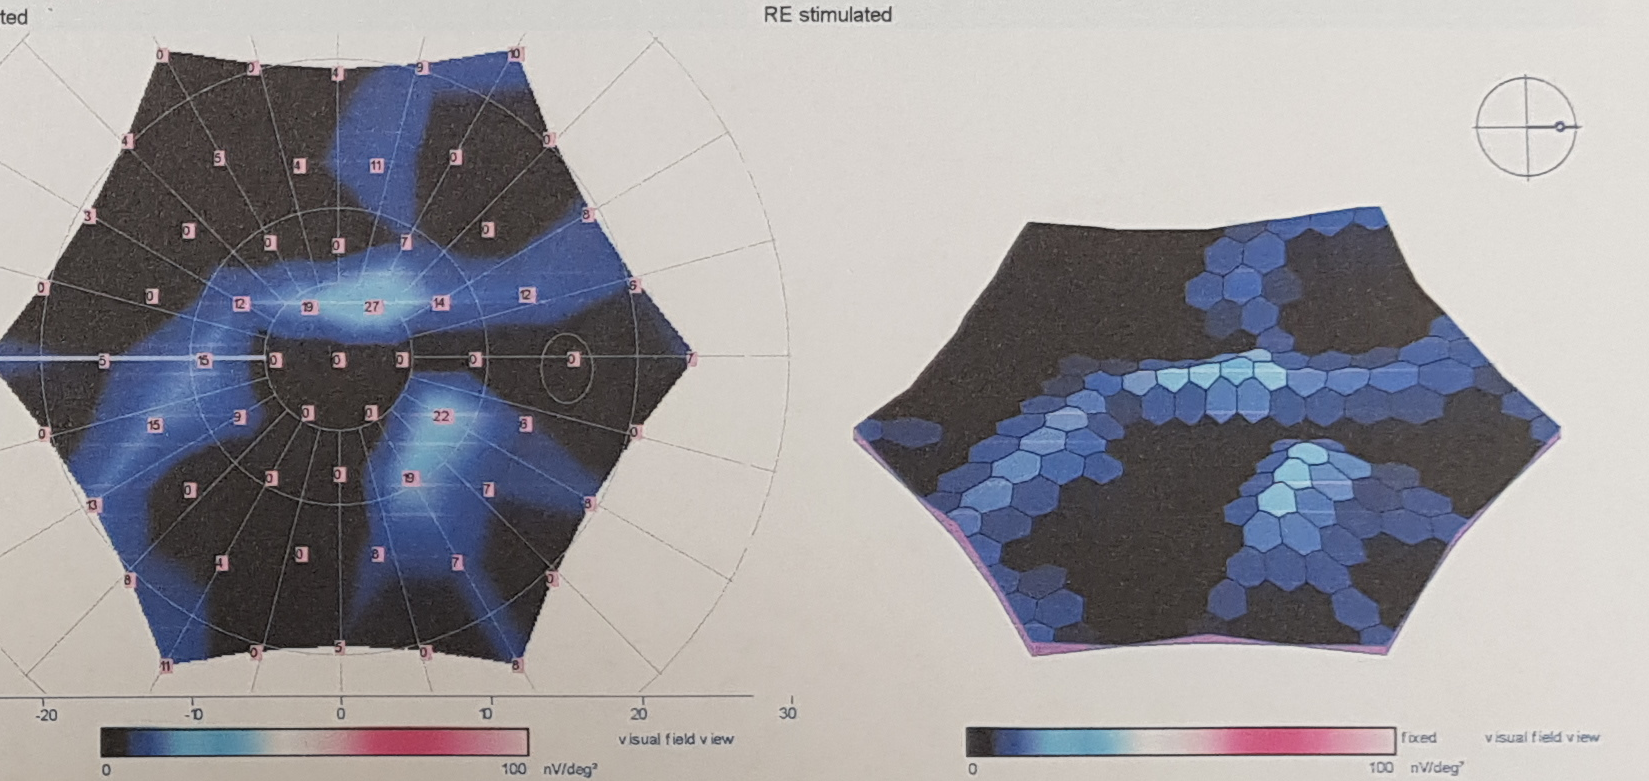 ted
RE stimulated
0 0 4 9 10
4 5 4 11 0 0
3 0 0 0 7 0 8
0 0 12 19 27 14 12 6
5 15 0 0 0 0 0 7
0 15 9 0 0 22 6 0
13 0 0 0 19 7 8
8 4 0 8 7 0
11 0 5 0 8
-20 -10 0 10 20 30
visual field view
0 100 nV/deg²
fixed visual field view
0 100 nV/deg²